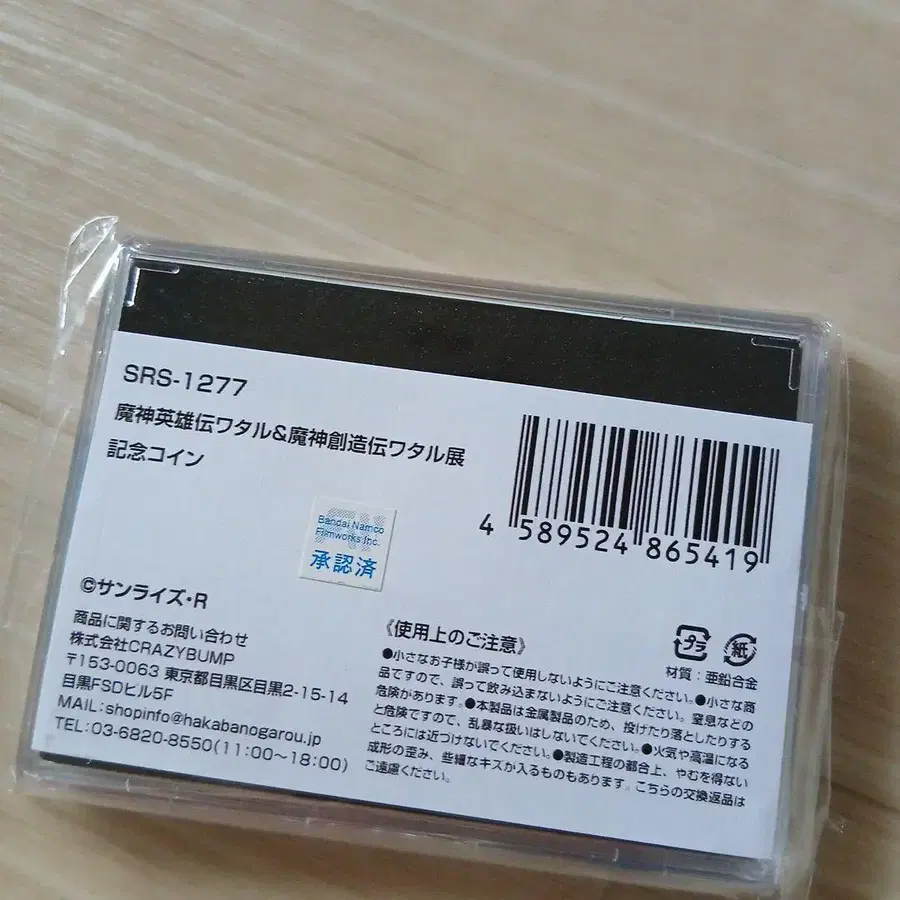 SRS-1277
魔神英雄伝ワタル&魔神創造伝ワタル展
記念コイン
4 589524 865419
Bandai Namco
Filmworks Inc.
承認済
©サンライズ・R
商品に関するお問い合わせ
株式会社CRAZYBUMP
〒153-0063 東京都目黒区目黒2-15-14
目黒FSDビル5F
MAIL:shopinfo@hakabanogarou.jp
TEL:03-6820-8550(11:00〜18:00)
プラ
紙
材質:亜鉛合金
《使用上のご注意》
●小さなお子様が誤って使用しないようにご注意ください。●小さな商
品ですので、誤って飲み込まないようにご注意ください。窒息などの
危険があります。●本製品は金属製品のため、投げたり落としたりする
と危険ですので、乱暴な扱いはしないでください。●火気や高温になる
ところには近づけないでください。●製造工程の都合上、やむを得ない
成形の歪み、些細なキズが入るものもあります。こちらの交換返品は
ご遠慮ください。